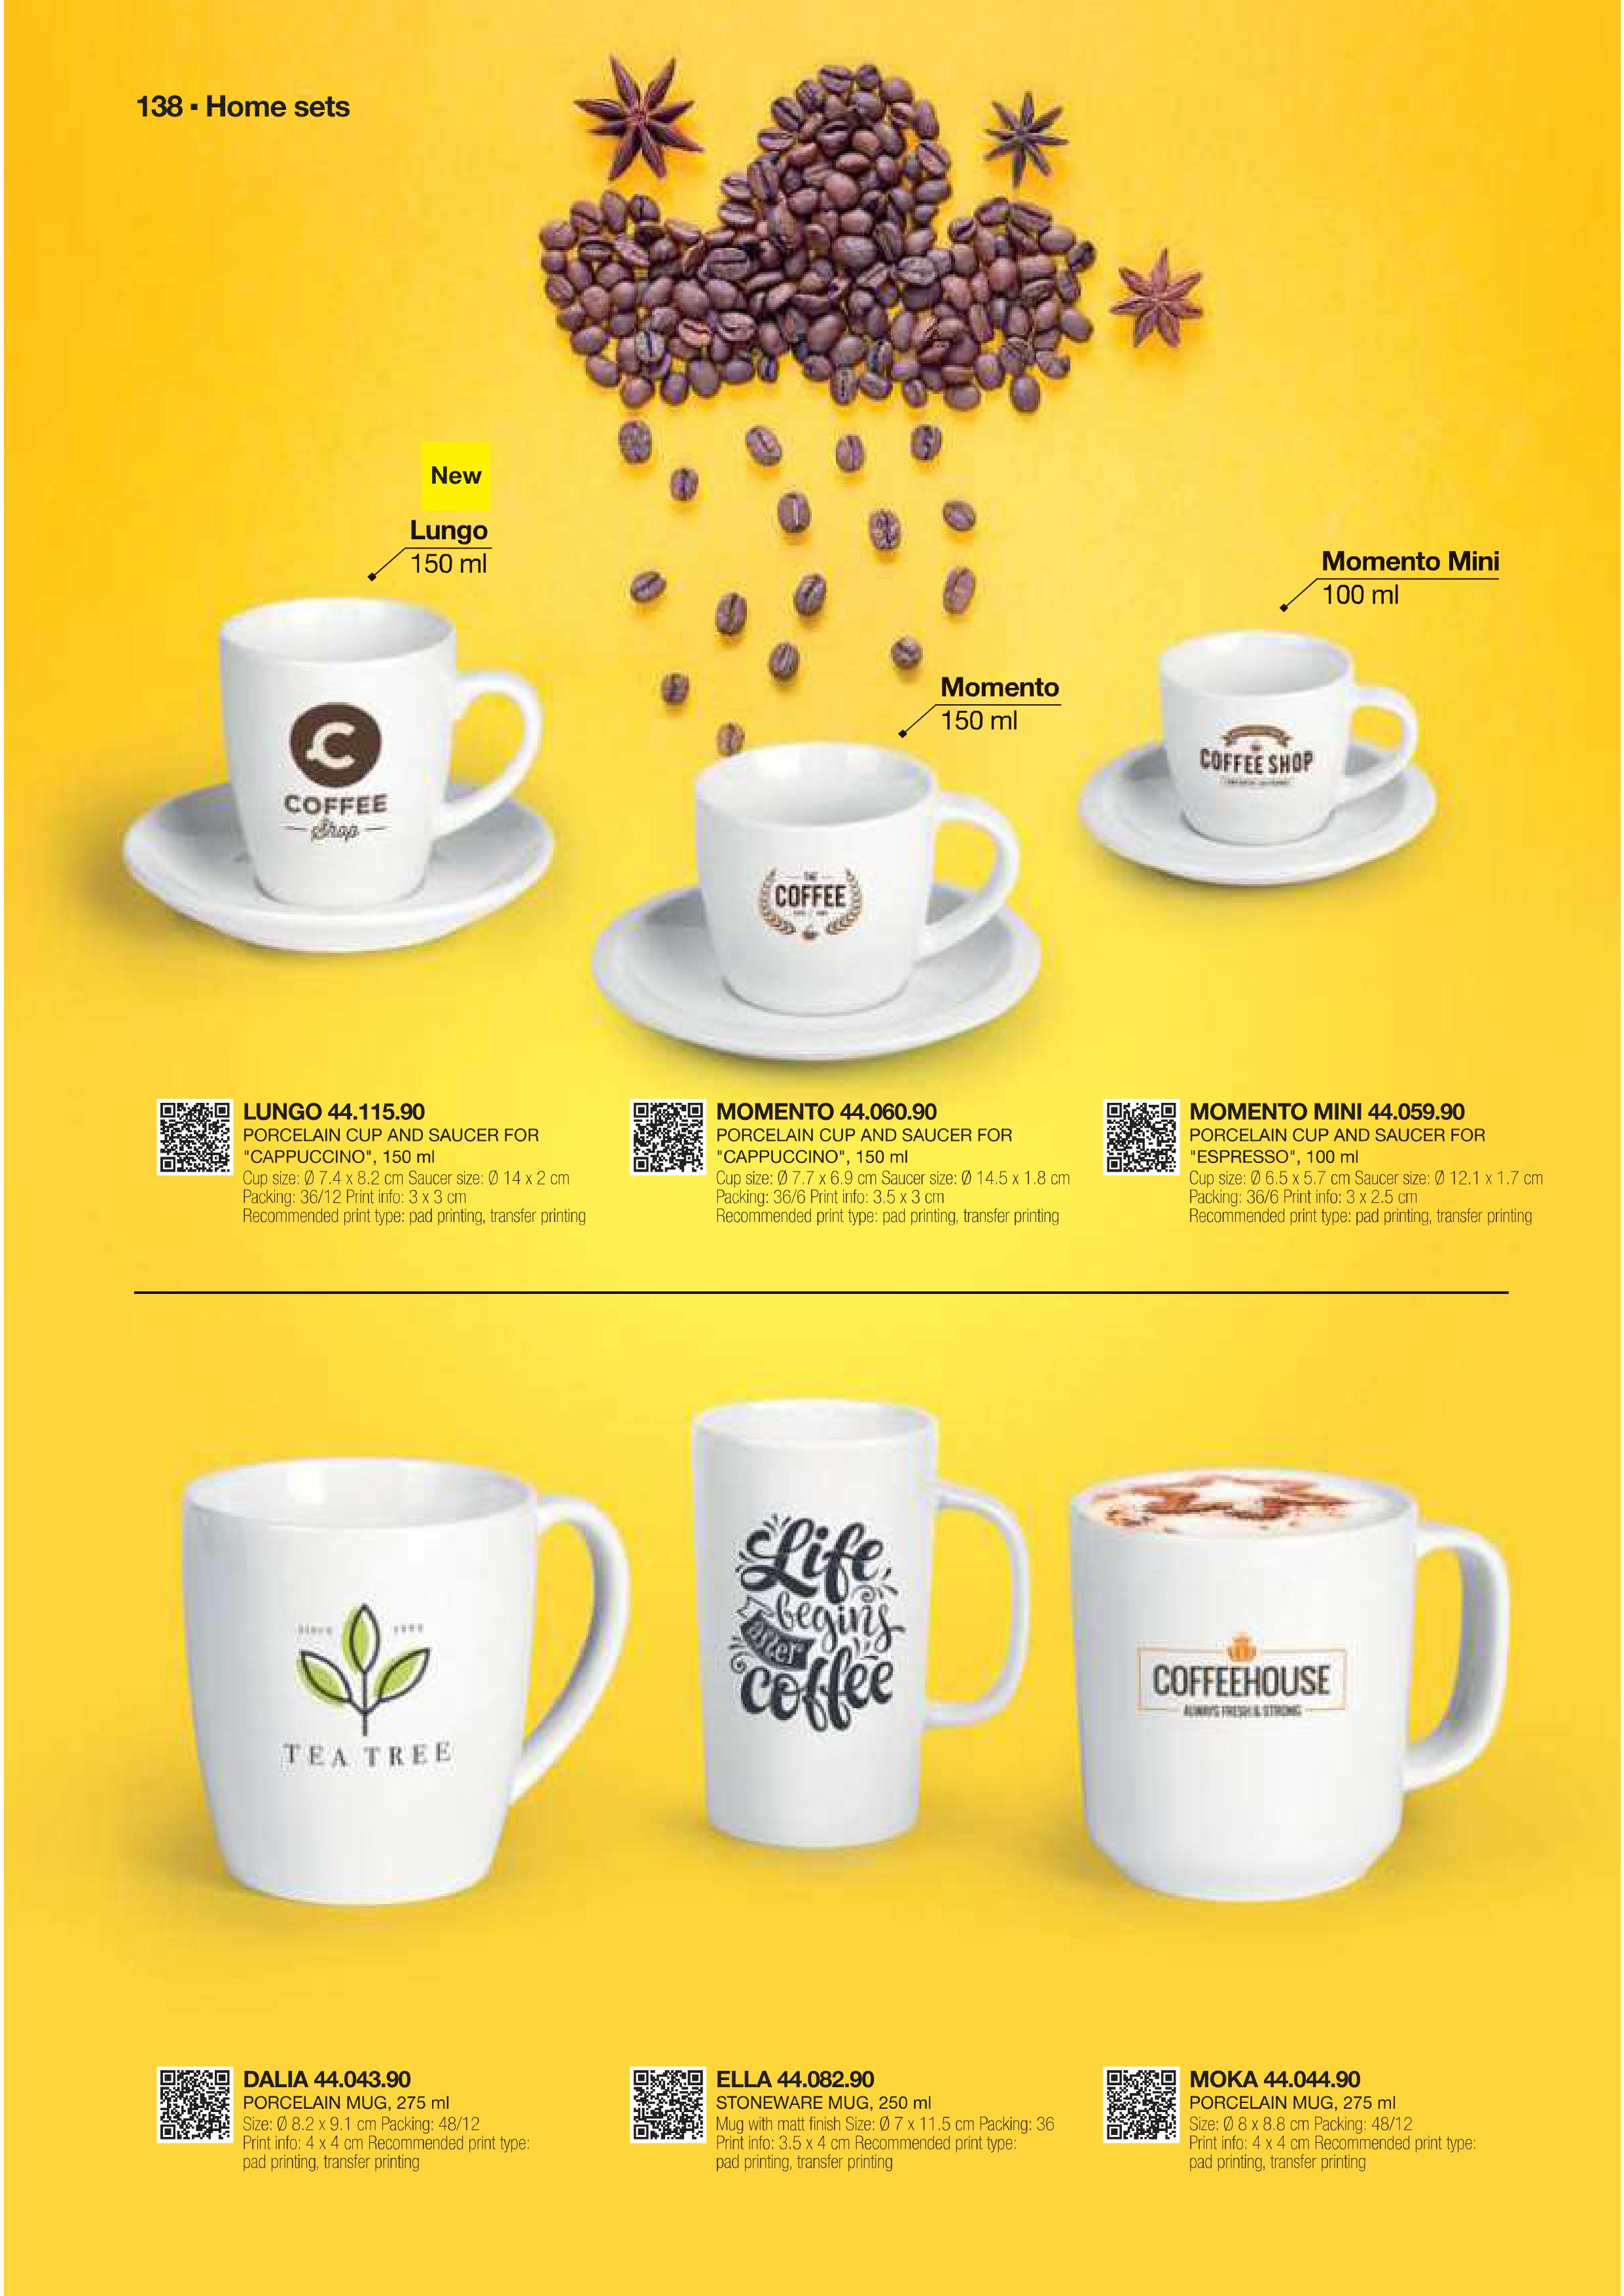 138 ▪ Home sets
New
Lungo
150 ml
Momento Mini
100 ml
Momento
150 ml
C
COFFEE
Shop
THE
COFFEE
COFFEE SHOP
LUNGO 44.115.90
PORCELAIN CUP AND SAUCER FOR
"CAPPUCCINO", 150 ml
Cup size: Ø 7.4 x 8.2 cm Saucer size: Ø 14 x 2 cm
Packing: 36/12 Print info: 3 x 3 cm
Recommended print type: pad printing, transfer printing
MOMENTO 44.060.90
PORCELAIN CUP AND SAUCER FOR
"CAPPUCCINO", 150 ml
Cup size: Ø 7.7 x 6.9 cm Saucer size: Ø 14.5 x 1.8 cm
Packing: 36/6 Print info: 3.5 x 3 cm
Recommended print type: pad printing, transfer printing
MOMENTO MINI 44.059.90
PORCELAIN CUP AND SAUCER FOR
"ESPRESSO", 100 ml
Cup size: Ø 6.5 x 5.7 cm Saucer size: Ø 12.1 x 1.7 cm
Packing: 36/6 Print info: 3 x 2.5 cm
Recommended print type: pad printing, transfer printing
since
TEA TREE
Life
begins
after
coffee
COFFEEHOUSE
ALWAYS FRESH & STRONG
DALIA 44.043.90
PORCELAIN MUG, 275 ml
Size: Ø 8.2 x 9.1 cm Packing: 48/12
Print info: 4 x 4 cm Recommended print type:
pad printing, transfer printing
ELLA 44.082.90
STONEWARE MUG, 250 ml
Mug with matt finish Size: Ø 7 x 11.5 cm Packing: 36
Print info: 3.5 x 4 cm Recommended print type:
pad printing, transfer printing
MOKA 44.044.90
PORCELAIN MUG, 275 ml
Size: Ø 8 x 8.8 cm Packing: 48/12
Print info: 4 x 4 cm Recommended print type:
pad printing, transfer printing